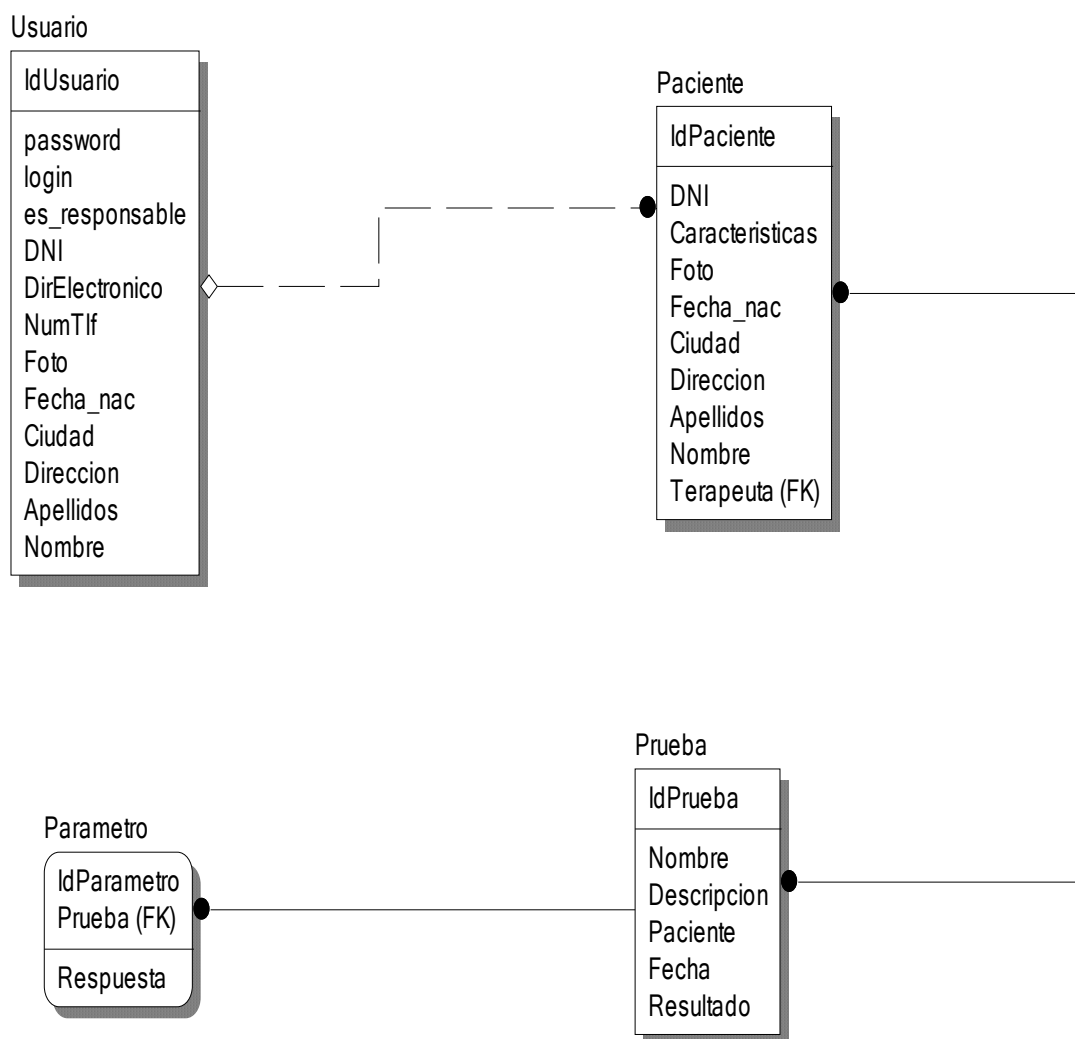 Usuario
IdUsuario
password
login
es_responsable
DNI
DirElectronico
NumTlf
Foto
Fecha_nac
Ciudad
Direccion
Apellidos
Nombre
Paciente
IdPaciente
DNI
Caracteristicas
Foto
Fecha_nac
Ciudad
Direccion
Apellidos
Nombre
Terapeuta (FK)
Parametro
IdParametro
Prueba (FK)
Respuesta
Prueba
IdPrueba
Nombre
Descripcion
Paciente
Fecha
Resultado